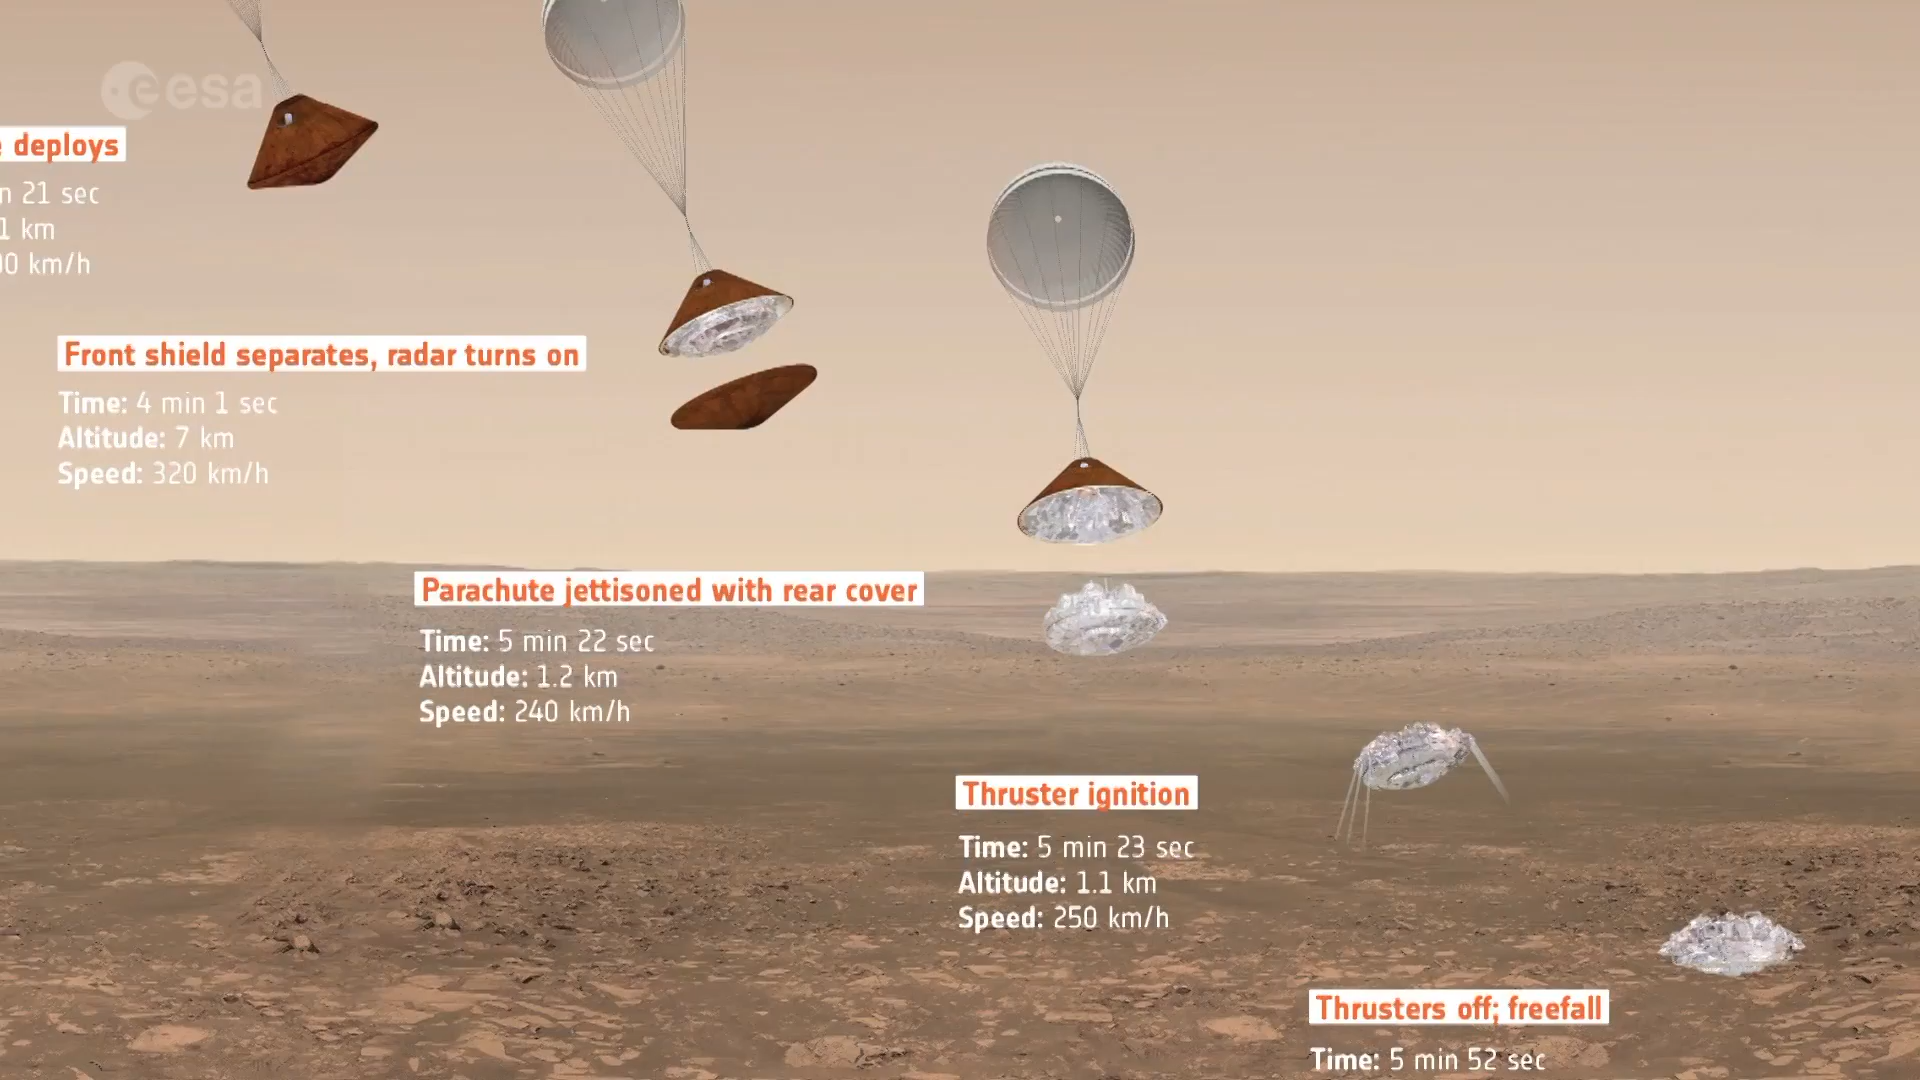 esa
deploys
21 sec
km
km/h
Front shield separates, radar turns on
Time: 4 min 1 sec
Altitude: 7 km
Speed: 320 km/h
Parachute jettisoned with rear cover
Time: 5 min 22 sec
Altitude: 1.2 km
Speed: 240 km/h
Thruster ignition
Time: 5 min 23 sec
Altitude: 1.1 km
Speed: 250 km/h
Thrusters off; freefall
Time: 5 min 52 sec